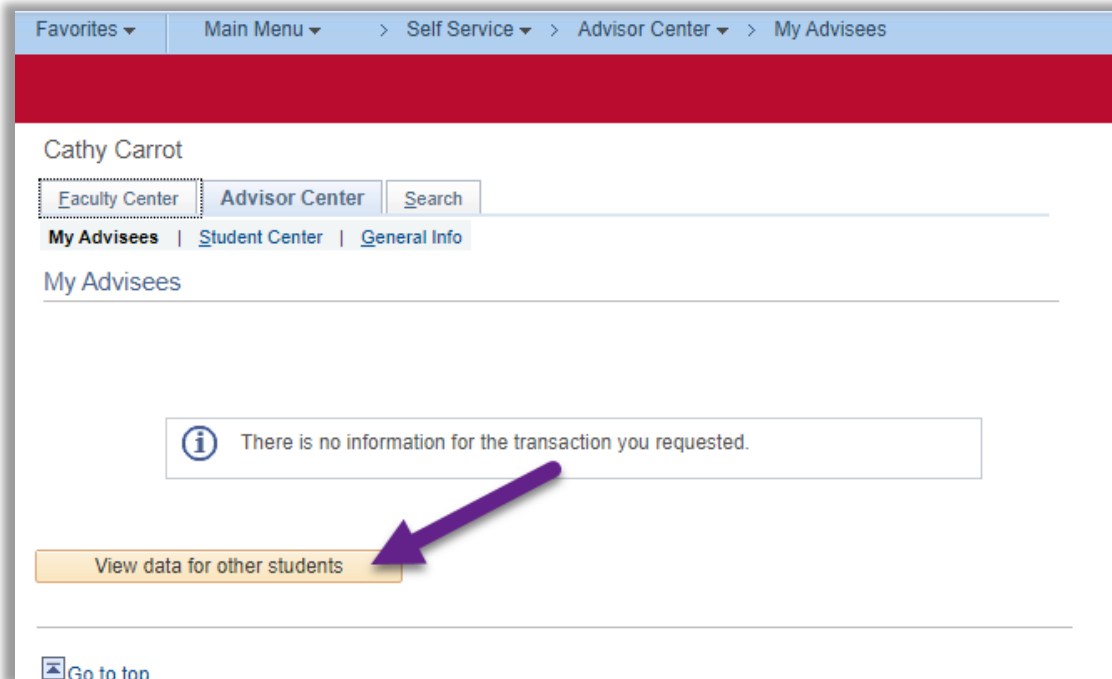 Favorites Main Menu > Self Service > Advisor Center > My Advisees
Cathy Carrot
Faculty Center Advisor Center Search
My Advisees | Student Center | General Info
My Advisees
There is no information for the transaction you requested.
View data for other students
Go to top